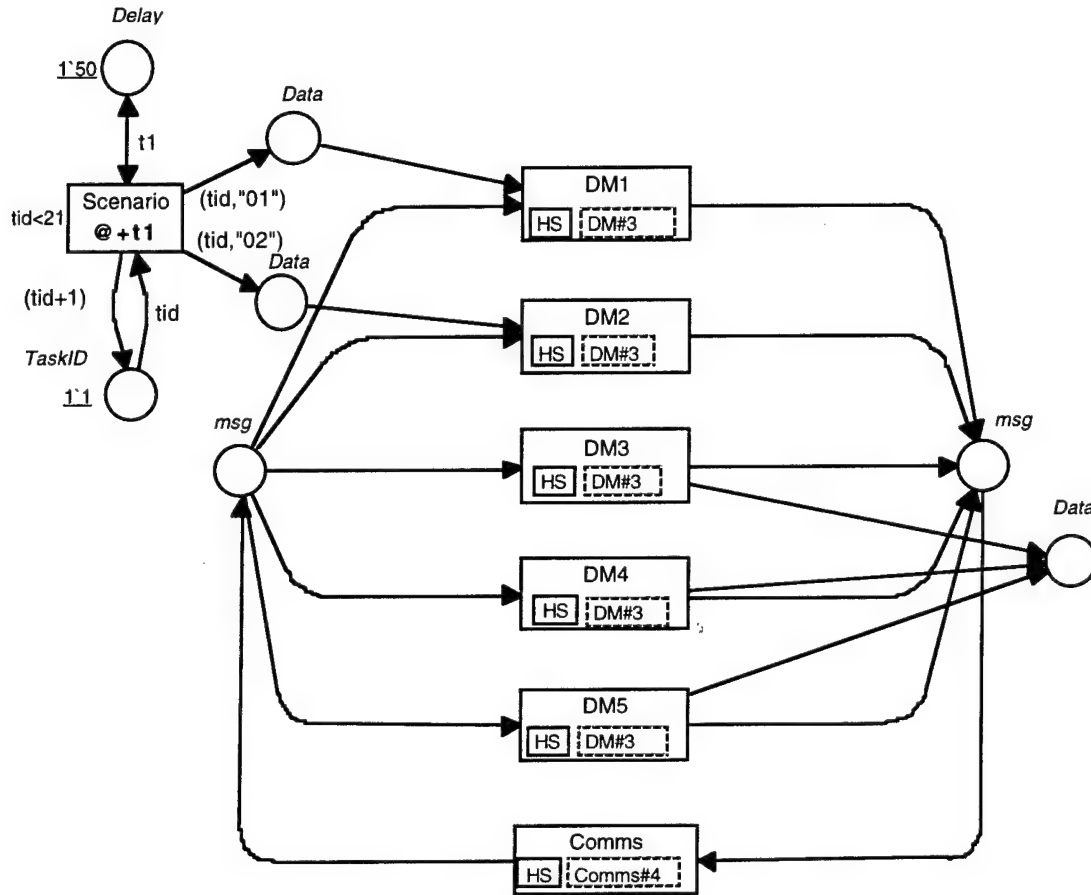 Delay
1`50
t1
Data
Scenario
@+t1
tid<21
(tid,"01")
(tid,"02")
Data
(tid+1)
tid
TaskID
1`1
msg
DM1
HS
DM#3
DM2
HS
DM#3
DM3
HS
DM#3
DM4
HS
DM#3
DM5
HS
DM#3
msg
Data
Comms
HS
Comms#4